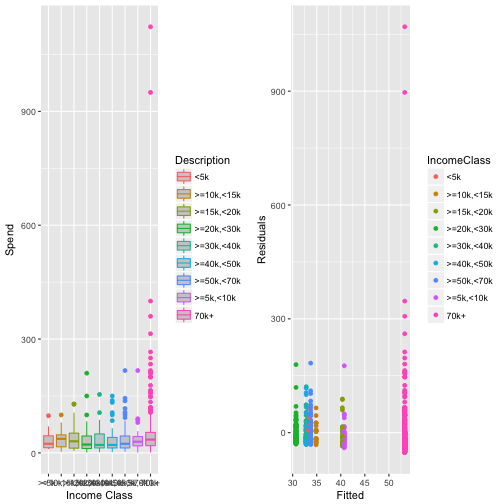 Spend
900
600
300
0
Income Class
Description
<5k
>=10k,<15k
>=15k,<20k
>=20k,<30k
>=30k,<40k
>=40k,<50k
>=50k,<70k
>=5k,<10k
70k+
Residuals
900
600
300
0
30
35
40
45
50
Fitted
IncomeClass
<5k
>=10k,<15k
>=15k,<20k
>=20k,<30k
>=30k,<40k
>=40k,<50k
>=50k,<70k
>=5k,<10k
70k+